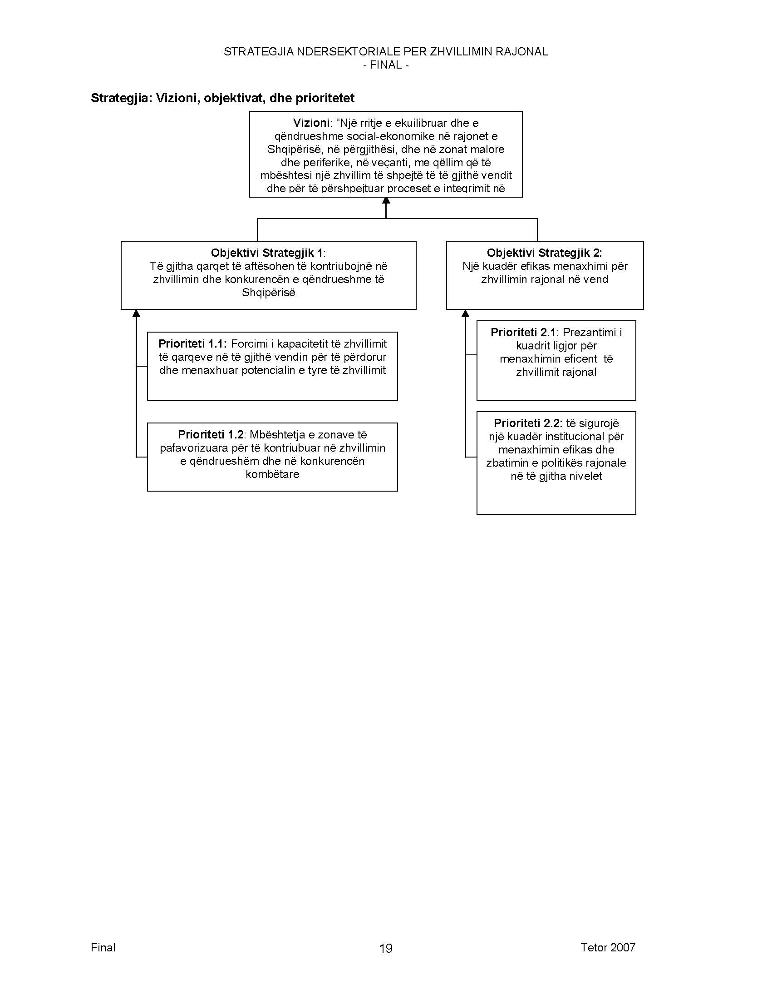 STRATEGJIA NDERSEKTORIALE PER ZHVILLIMIN RAJONAL
- FINAL -
Strategjia: Vizioni, objektivat, dhe prioritetet
Vizioni: “Një rritje e ekuilibruar dhe e
qëndrueshme social-ekonomike në rajonet e
Shqipërisë, në përgjithësi, dhe në zonat malore
dhe periferike, në veçanti, me qëllim që të
mbështesi një zhvillim të shpejtë të të gjithë vendit
dhe për të përshpejtuar proceset e integrimit në
Objektivi Strategjik 1:
Të gjitha qarqet të aftësohen të kontriubojnë në
zhvillimin dhe konkurencën e qëndrueshme të
Shqipërisë
Objektivi Strategjik 2:
Një kuadër efikas menaxhimi për
zhvillimin rajonal në vend
Prioriteti 1.1: Forcimi i kapacitetit të zhvillimit
të qarqeve në të gjithë vendin për të përdorur
dhe menaxhuar potencialin e tyre të zhvillimit
Prioriteti 1.2: Mbështetja e zonave të
pafavorizuara për të kontriubuar në zhvillimin
e qëndrueshëm dhe në konkurencën
kombëtare
Prioriteti 2.1: Prezantimi i
kuadrit ligjor për
menaxhimin eficent  të
zhvillimit rajonal
Prioriteti 2.2: të sigurojë
një kuadër institucional për
menaxhimin efikas dhe
zbatimin e politikës rajonale
në të gjitha nivelet
Final
19
Tetor 2007